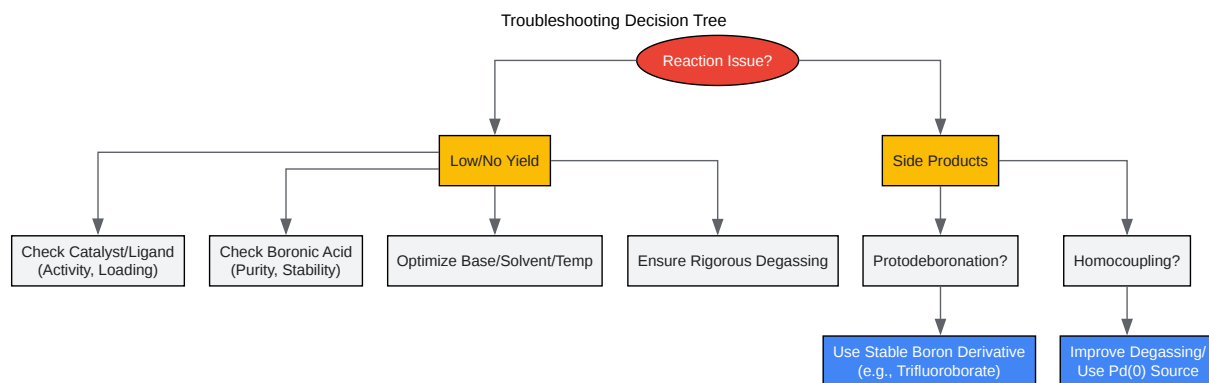 Troubleshooting Decision Tree
Reaction Issue?
Low/No Yield
Side Products
Check Catalyst/Ligand
(Activity, Loading)
Check Boronic Acid
(Purity, Stability)
Optimize Base/Solvent/Temp
Ensure Rigorous Degassing
Protodeboronation?
Homocoupling?
Use Stable Boron Derivative
(e.g., Trifluoroborate)
Improve Degassing/
Use Pd(0) Source